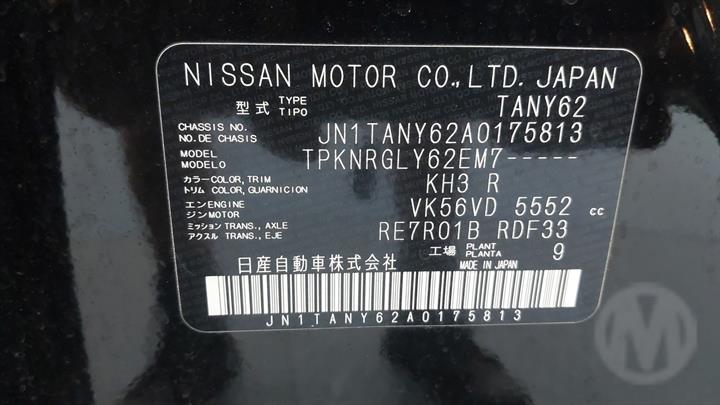 NISSAN MOTOR CO.,LTD. JAPAN
型式 TYPE TIPO TANY62
CHASSIS NO. NO DE CHASIS JN1TANY62A0175813
MODEL MODELO TPKNRGLY62EM7-----
カラー COLOR, TRIM トリム COLOR, GUARNICION KH3 R
エンENGINE ジンMOTOR VK56VD 5552 cc
ミッション TRANS., AXLE アクスル TRANS., EJE RE7R01B RDF33
工場 PLANT PLANTA 9
日産自動車株式会社 MADE IN JAPAN
JN1TANY62A0175813
M